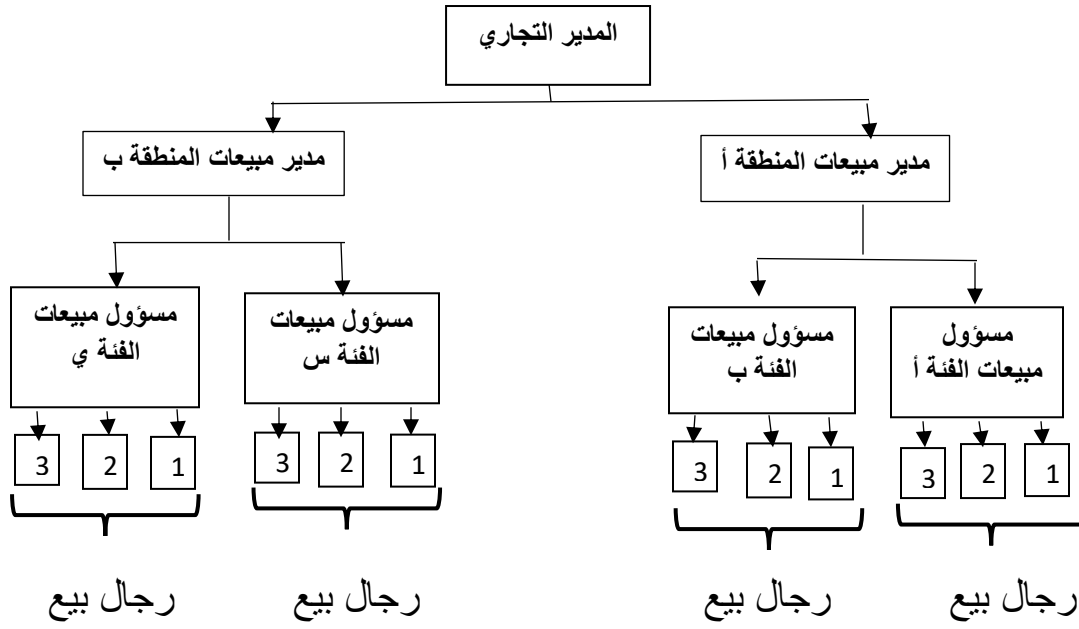 المدير التجاري
مدير مبيعات المنطقة أ
مدير مبيعات المنطقة ب
مسؤول
مبيعات الفئة أ
مسؤول مبيعات
الفئة ب
مسؤول مبيعات
الفئة س
مسؤول مبيعات
الفئة ي
1
2
3
1
2
3
1
2
3
1
2
3
رجال بيع
رجال بيع
رجال بيع
رجال بيع